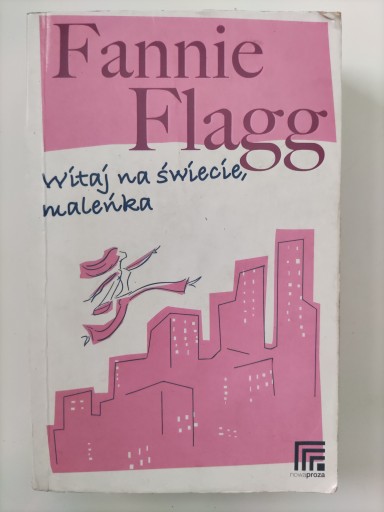 Fannie
Flagg
Witaj na świecie,
maleńka
nowaproza